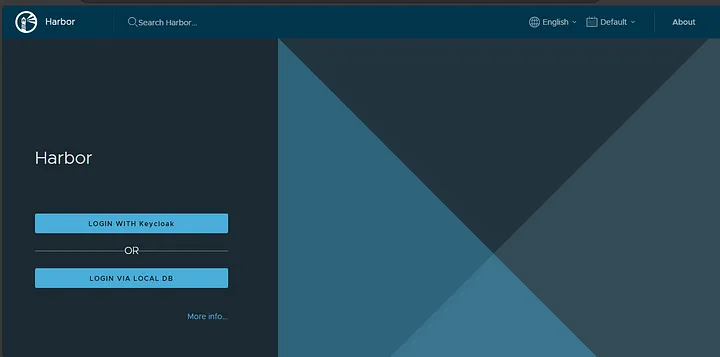 Harbor
Search Harbor...
English
Default
About
Harbor
LOGIN WITH Keycloak
OR
LOGIN VIA LOCAL DB
More info...